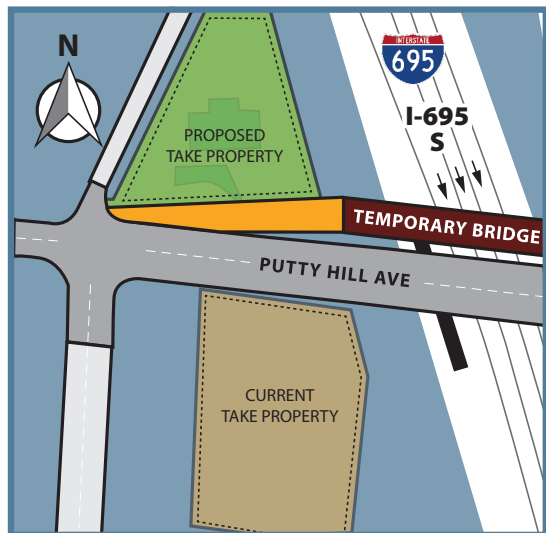 N
INTERSTATE
695
I-695
S
PROPOSED
TAKE PROPERTY
TEMPORARY BRIDGE
PUTTY HILL AVE
CURRENT
TAKE PROPERTY